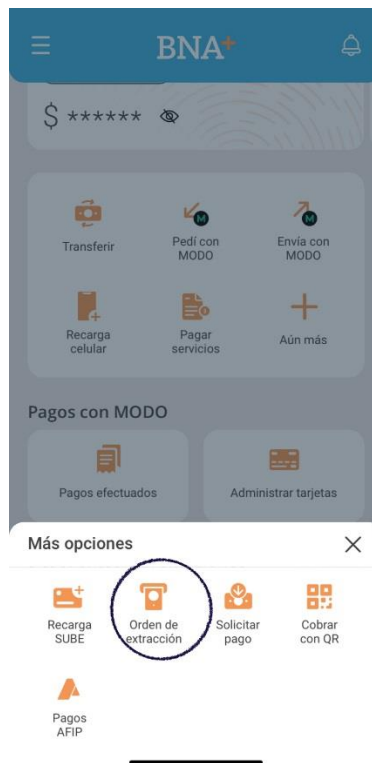 BNA+
$ ******
Transferir
Pedí con
MODO
Envía con
MODO
Recarga
celular
Pagar
servicios
Aún más
Pagos con MODO
Pagos efectuados
Administrar tarjetas
Más opciones
Recarga
SUBE
Orden de
extracción
Solicitar
pago
Cobrar
con QR
Pagos
AFIP